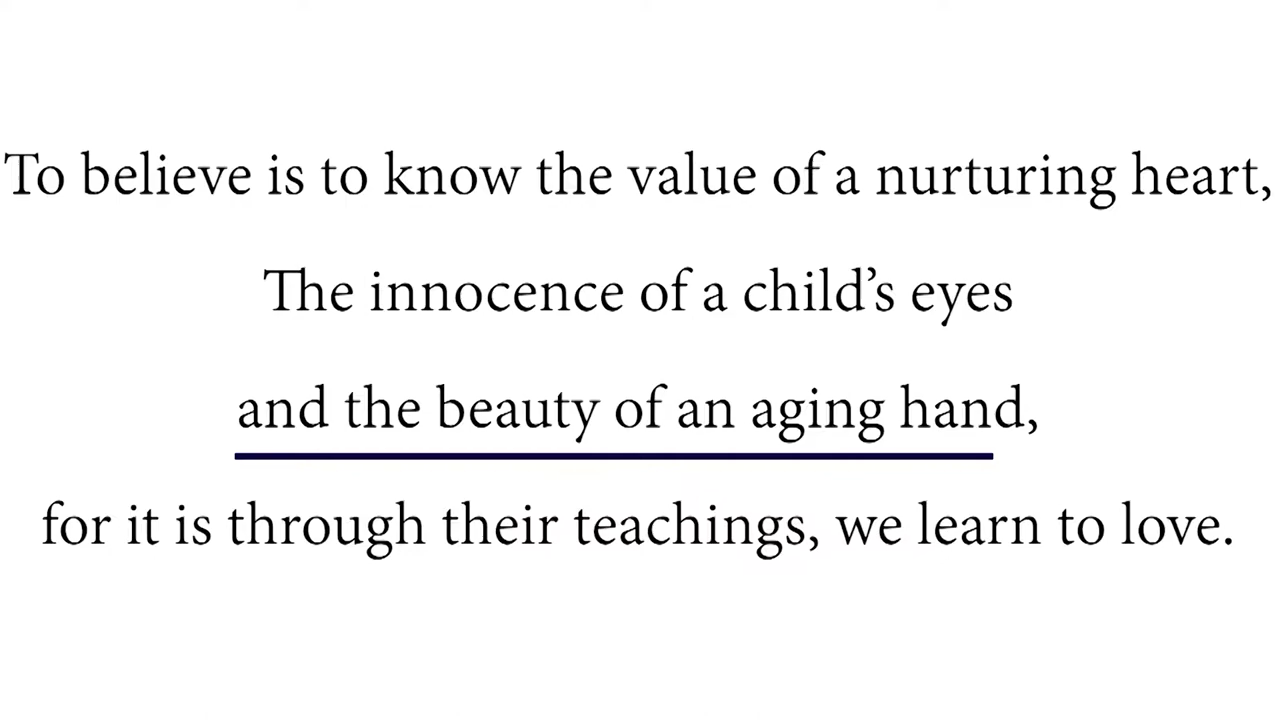 To believe is to know the value of a nurturing heart,
The innocence of a child’s eyes
and the beauty of an aging hand,
for it is through their teachings, we learn to love.